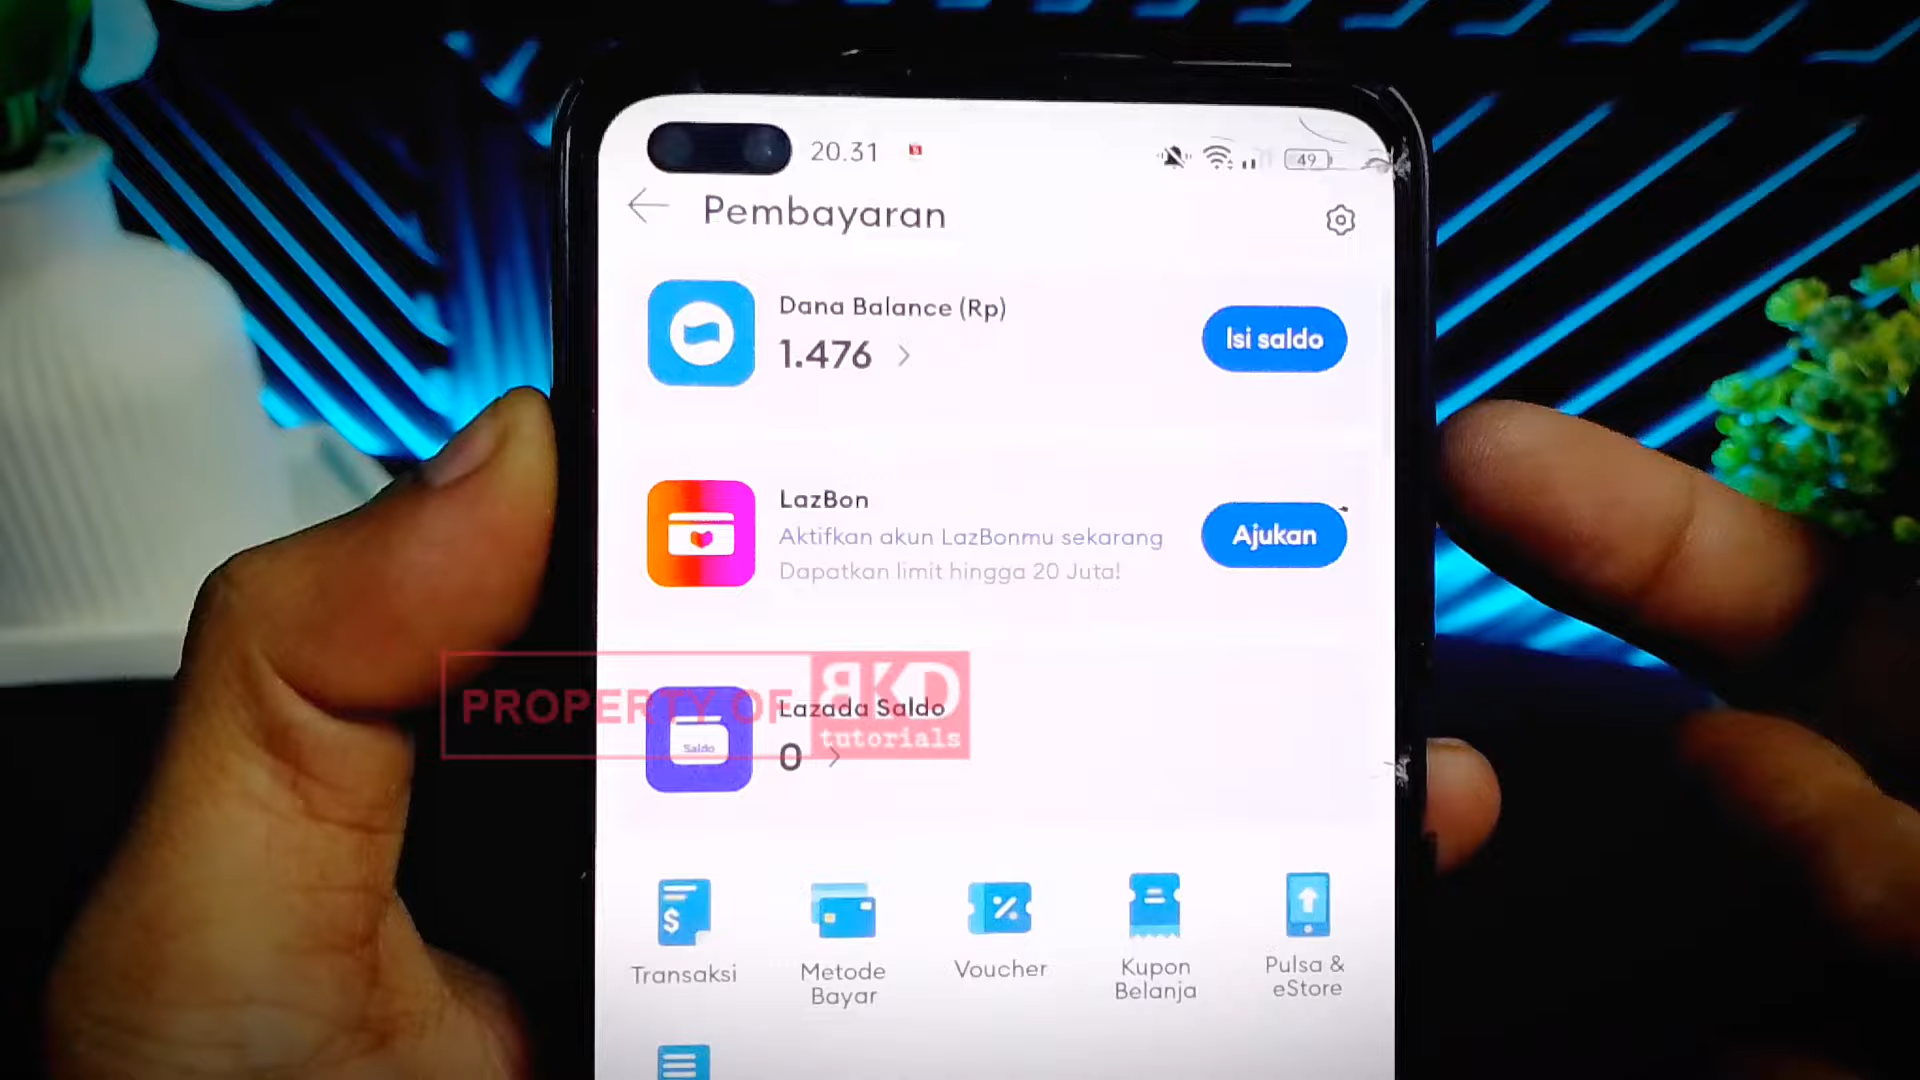 20.31
49
Pembayaran
Dana Balance (Rp)
1.476
Isi saldo
LazBon
Aktifkan akun LazBonmu sekarang
Dapatkan limit hingga 20 Juta!
Ajukan
PROPERTY OF BKD
tutorials
Lazada Saldo
Saldo
0
Transaksi
Metode
Bayar
Voucher
Kupon
Belanja
Pulsa &
eStore